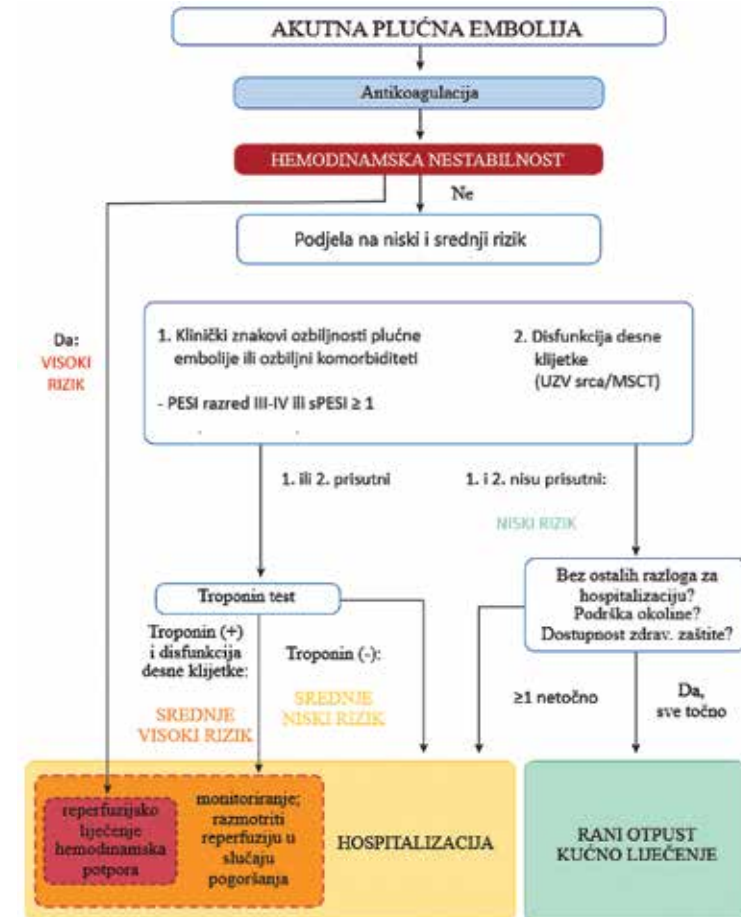 AKUTNA PLUĆNA EMBOLIJA
Antikoagulacija
HEMODINAMSKA NESTABILNOST
Ne
Podjela na niski i srednji rizik
Da:
VISOKI
RIZIK
1. Klinički znakovi ozbiljnosti plućne
embolije ili ozbiljni komorbiditeti
- PESI razred III-IV ili sPESI ≥ 1
2. Disfunkcija desne
klijetke
(UZV srca/MSCT)
1. ili 2. prisutni
1. i 2. nisu prisutni:
NISKI RIZIK
Troponin test
Bez ostalih razloga za
hospitalizaciju?
Podrška okoline?
Dostupnost zdrav. zaštite?
Troponin (+)
i disfunkcija
desne klijetke:
SREDNJE
VISOKI RIZIK
Troponin (-):
SREDNJE
NISKI RIZIK
≥1 netočno
Da,
sve točno
reperfuzijsko
liječenje
hemodinamska
potpora
monitoriranje;
razmotriti
reperfuziju u
slučaju
pogoršanja
HOSPITALIZACIJA
RANI OTPUST
KUĆNO LIJEČENJE